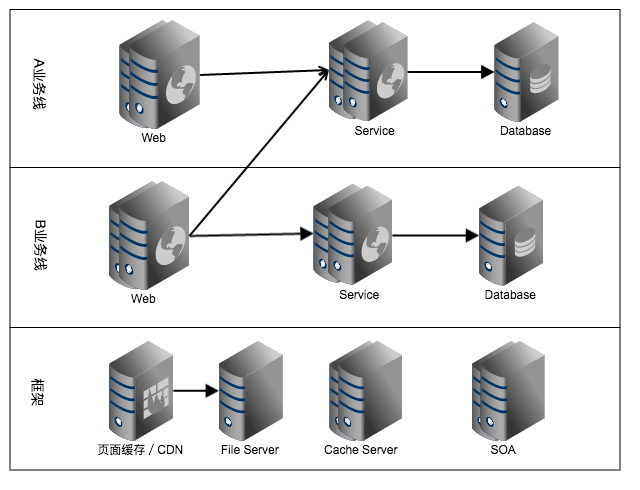 A业务线
Web
Service
Database
B业务线
Web
Service
Database
框架
页面缓存 / CDN
File Server
Cache Server
SOA